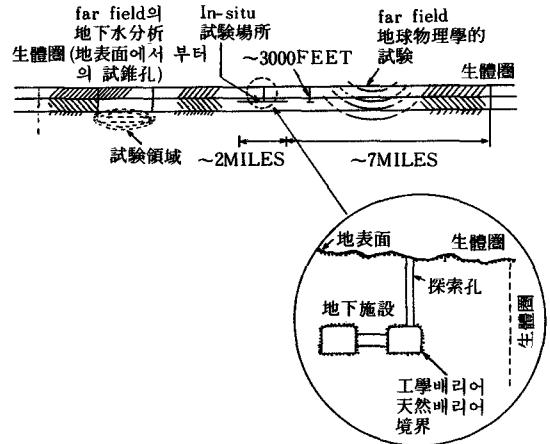 far field의
地下水分析
生體圈(地表面에서 부터
의 試錐孔)
In-situ
試驗場所
~3000FEET
far field
地球物理學的
試驗
生體圈
試驗領域
~2MILES
~7MILES
地表面
生體圈
探索孔
地下施設
生體圈
工學배리어
天然배리어
境界